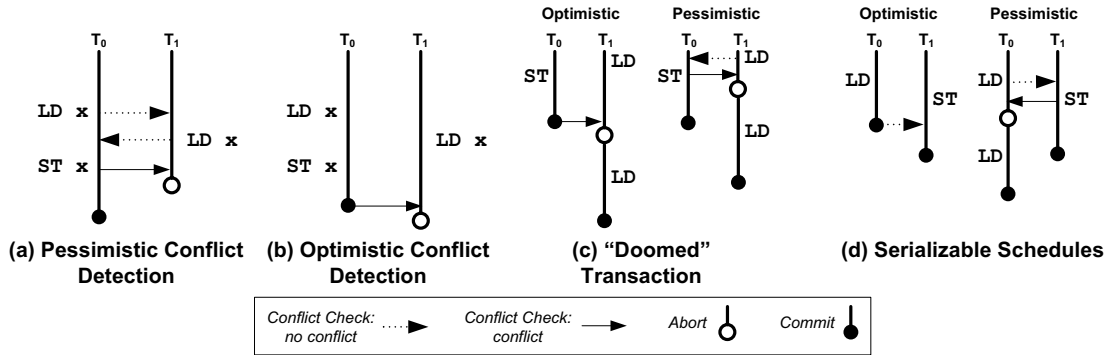 Optimistic Pessimistic Optimistic Pessimistic
T0 T1 T0 T1 T0 T1 T0 T1 T0 T1 T0 T1
LD x
LD x
ST x
(a) Pessimistic Conflict
Detection
LD x
LD x
ST x
(b) Optimistic Conflict
Detection
LD
ST
LD
LD
ST
LD
(c) “Doomed”
Transaction
LD
ST
LD
ST
LD
(d) Serializable Schedules
Conflict Check:
no conflict
Conflict Check:
conflict
Abort
Commit